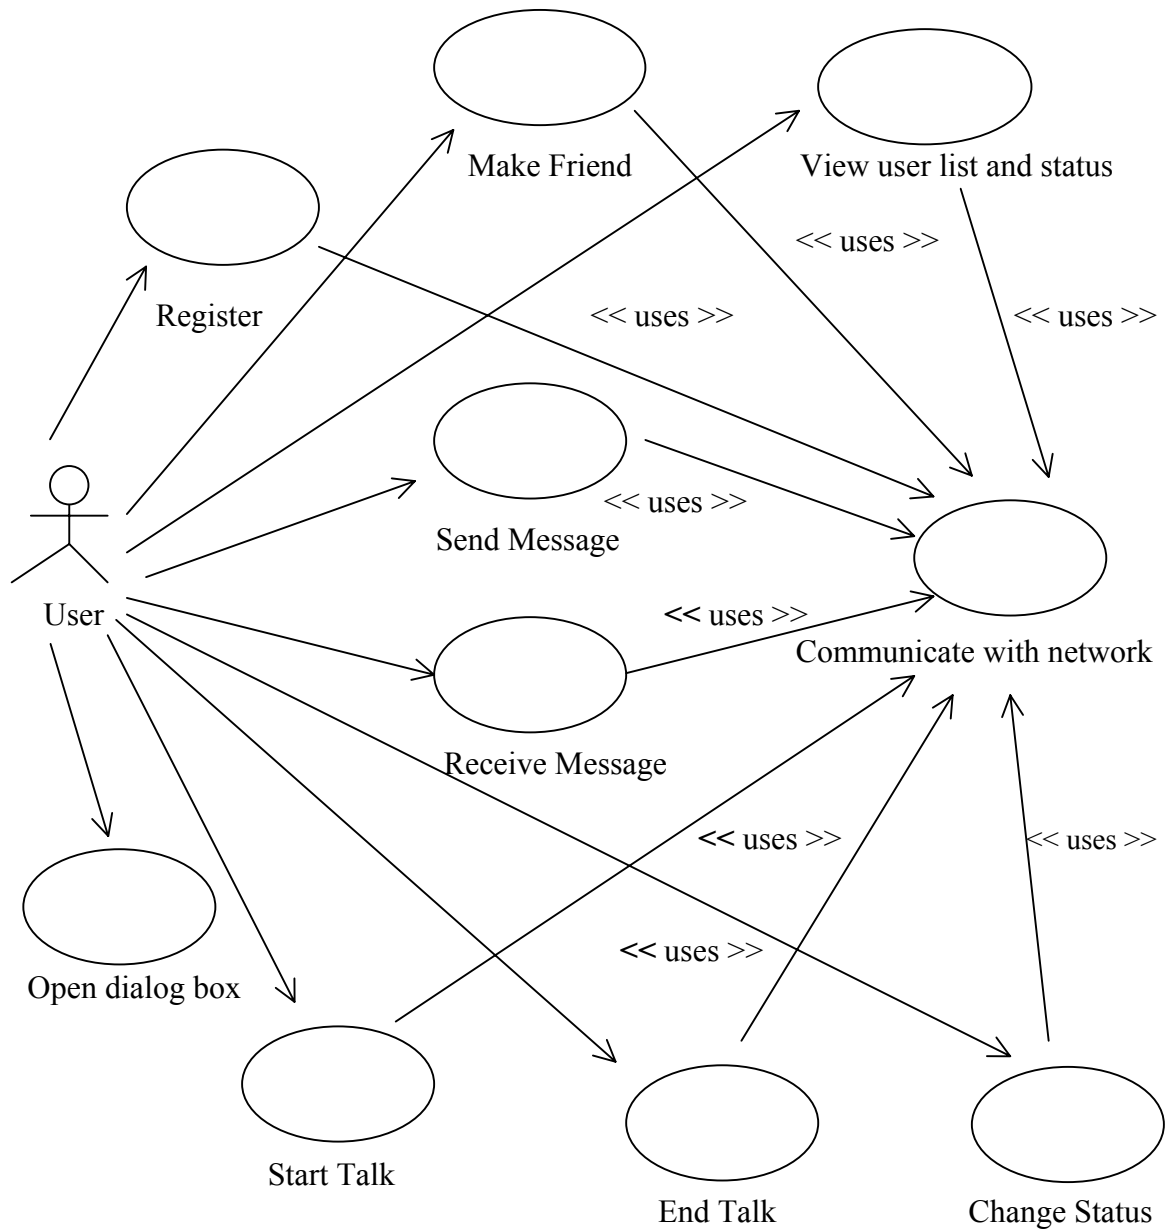 Make Friend
View user list and status
<< uses >>
Register
<< uses >>
<< uses >>
<< uses >>
Send Message
User
<< uses >>
Communicate with network
Receive Message
<< uses >>
<< uses >>
<< uses >>
Open dialog box
Start Talk
End Talk
Change Status